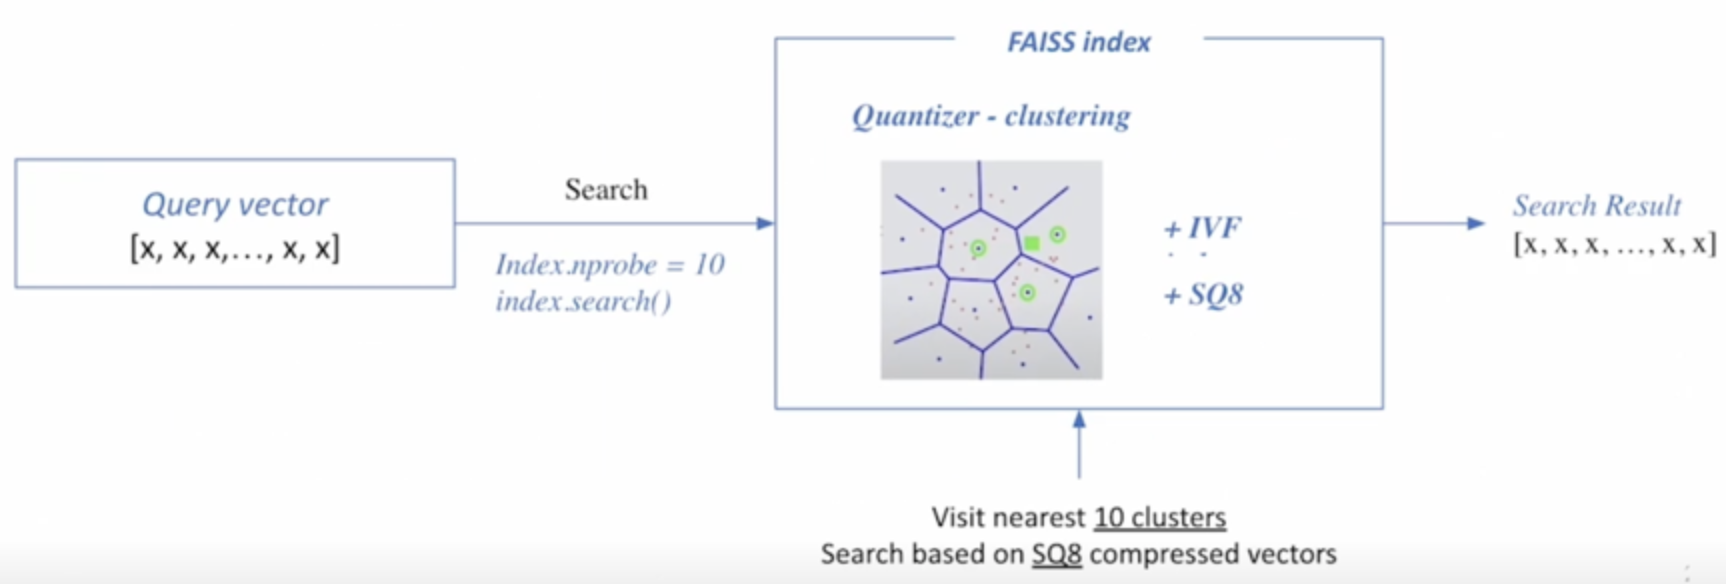 FAISS index
Quantizer - clustering
Query vector
[x, x, x,..., x, x]
Search
Index.nprobe = 10
index.search()
+ IVF
+ SQ8
Search Result
[x, x, x, ..., x, x]
Visit nearest 10 clusters
Search based on SQ8 compressed vectors